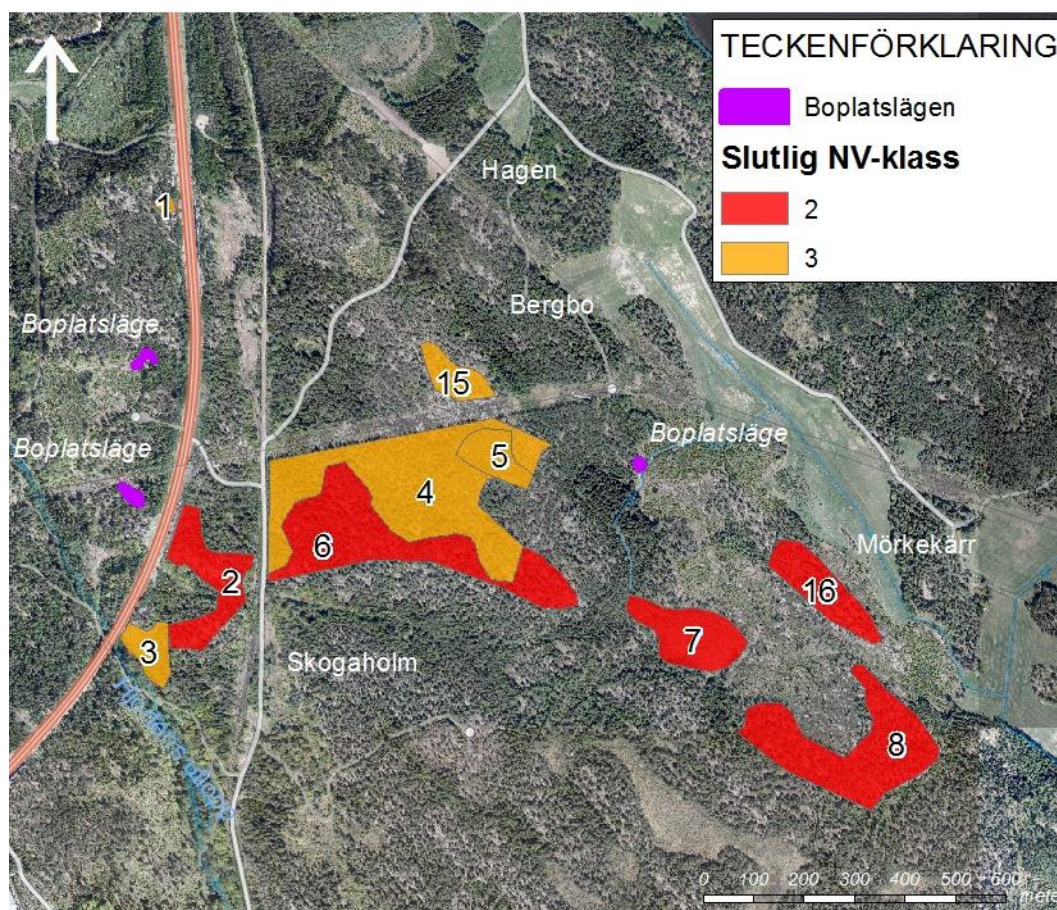 TECKENFÖRKLARING
Boplatslägen
Slutlig NV-klass
2
3
Hagen
1
Bergbo
Boplatsläge
15
Boplatsläge
Boplatsläge
5
4
6
Mörkekärr
2
16
7
3
Skogaholm
8
0 100 200 300 400 500 600